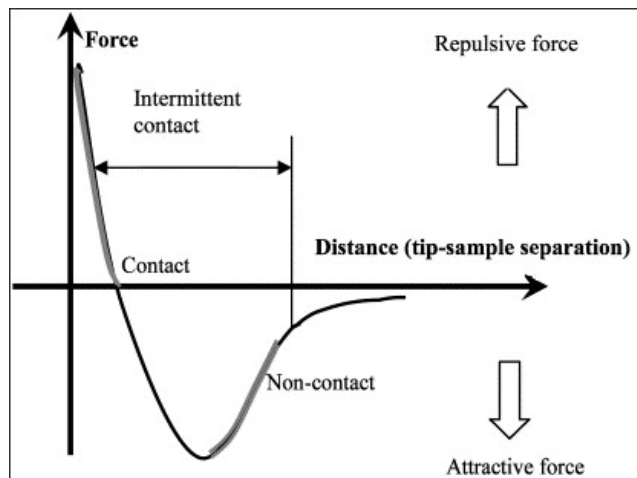 Force
Repulsive force
Intermittent
contact
Distance (tip-sample separation)
Contact
Non-contact
Attractive force